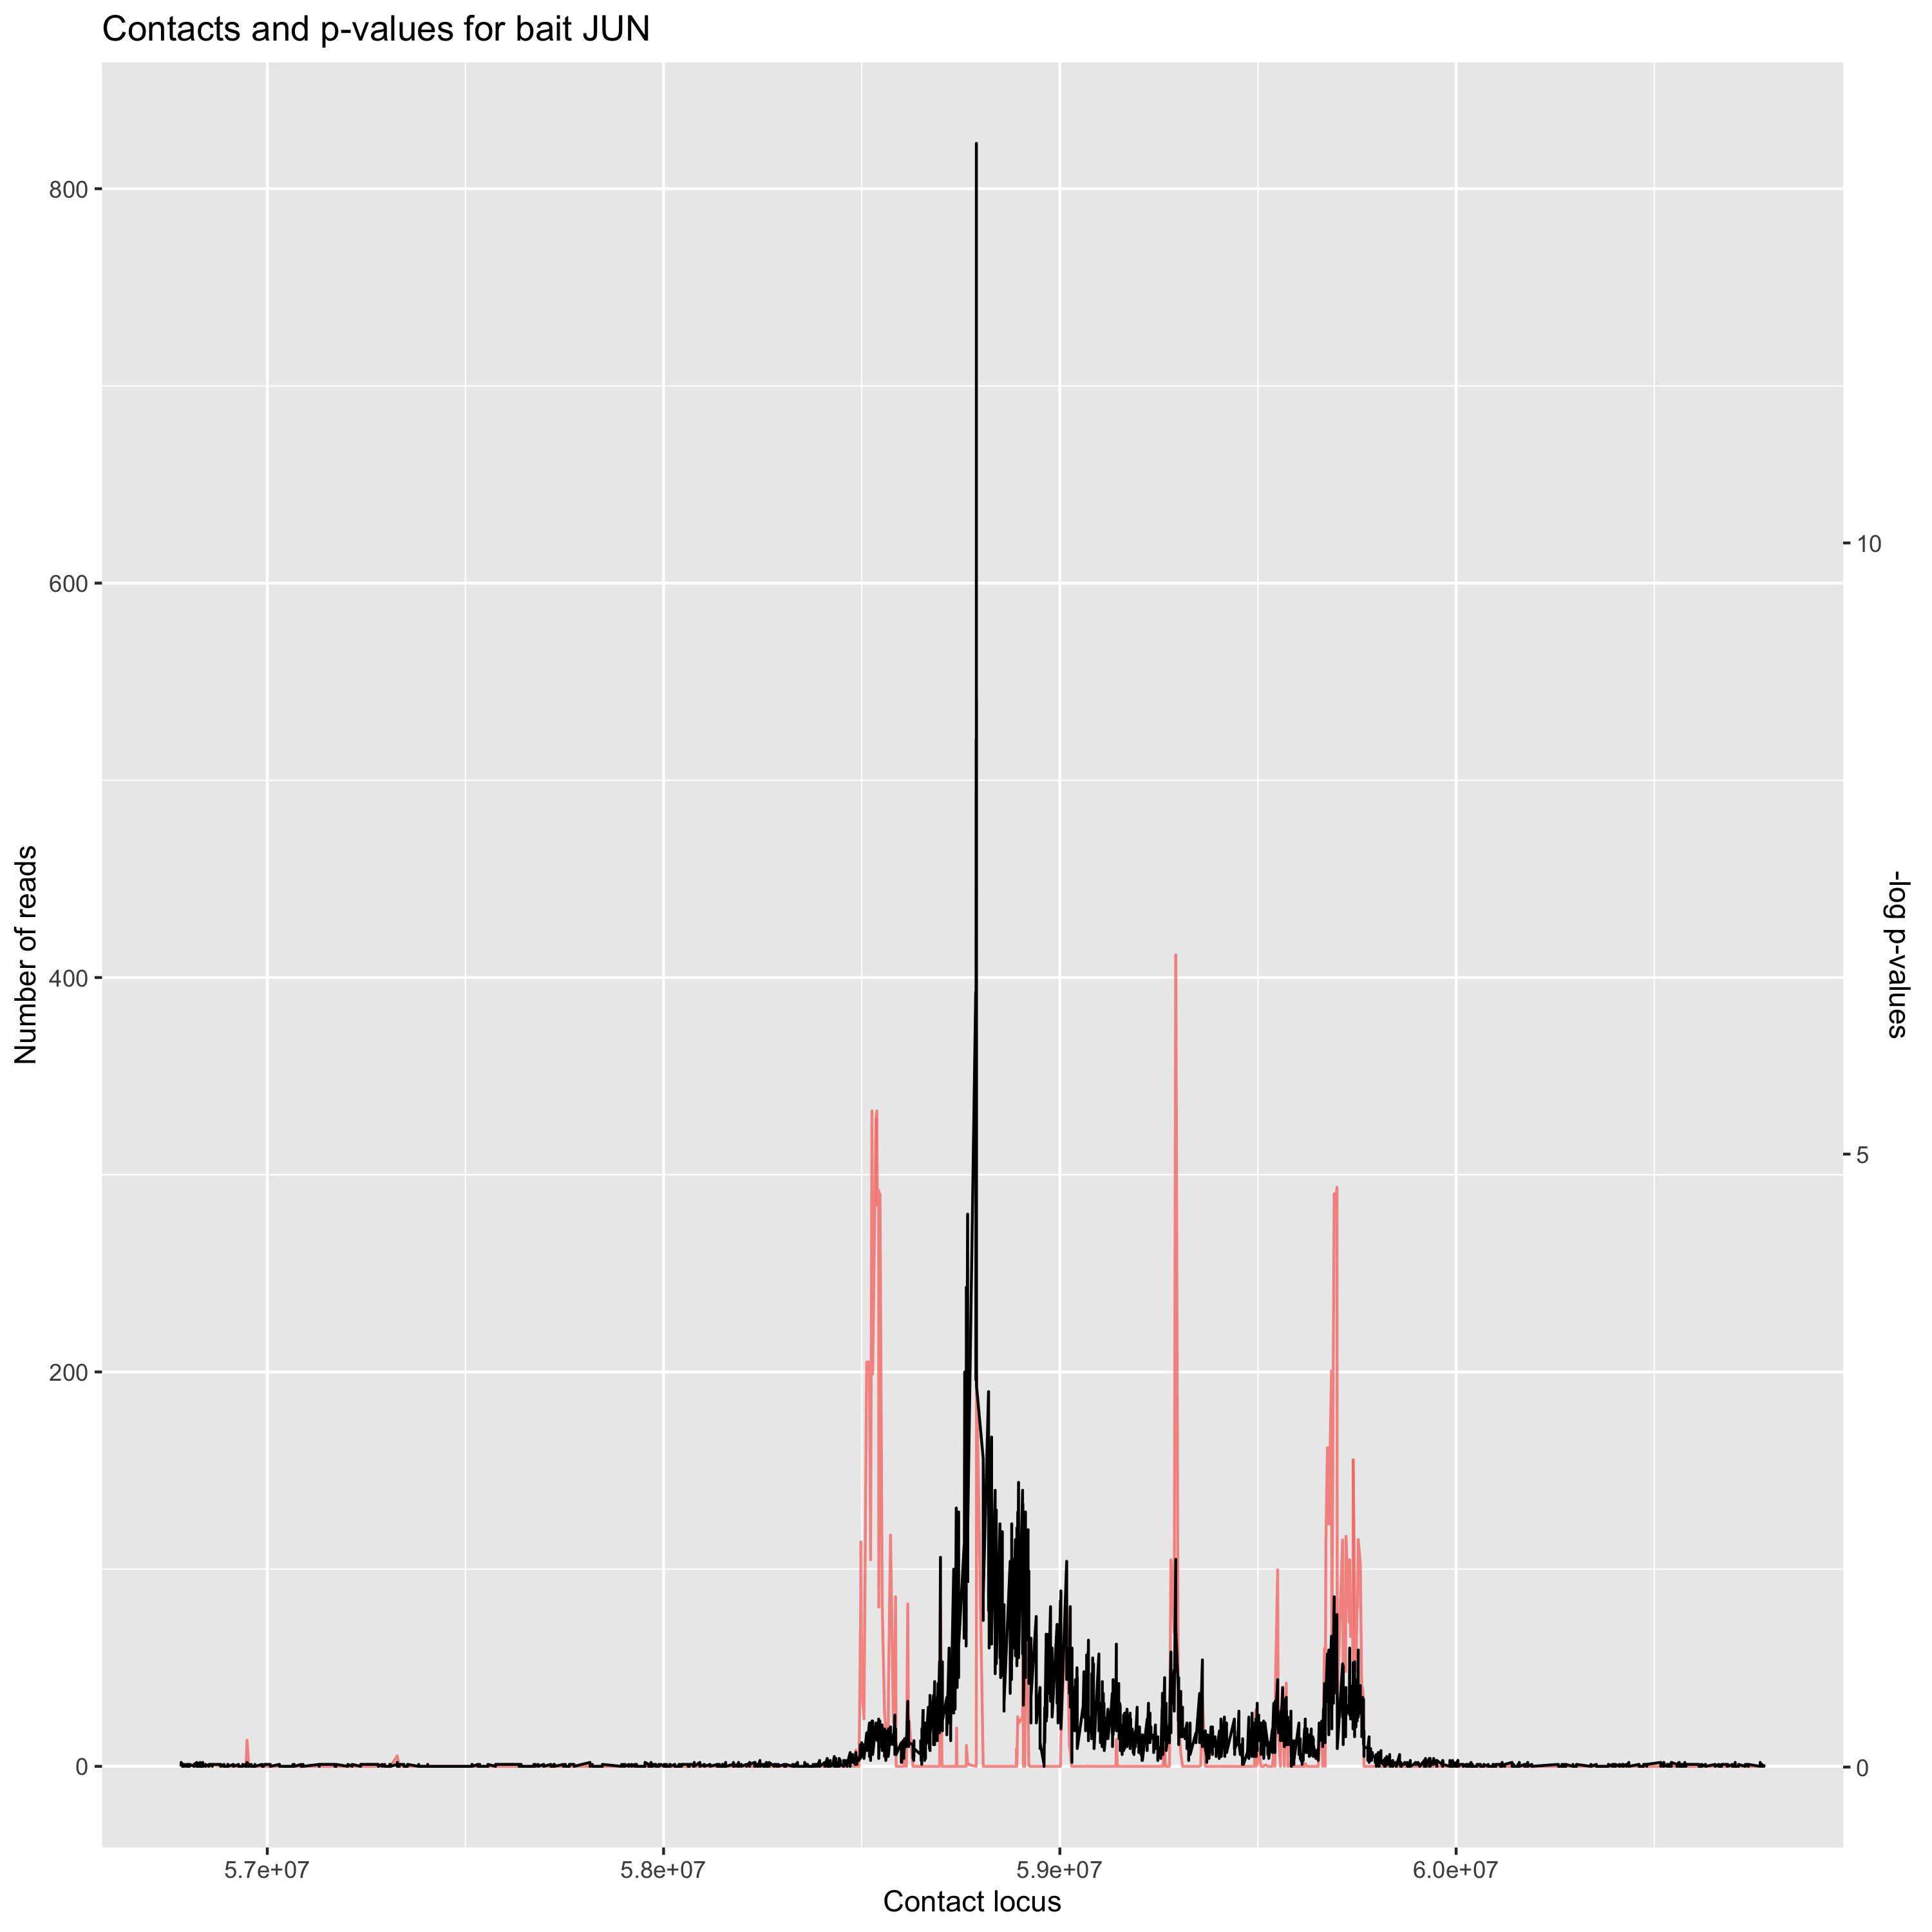 Contacts and p-values for bait JUN
800
600
400
200
0
Number of reads
10
5
0
-log p-values
5.7e+07
5.8e+07
5.9e+07
6.0e+07
Contact locus